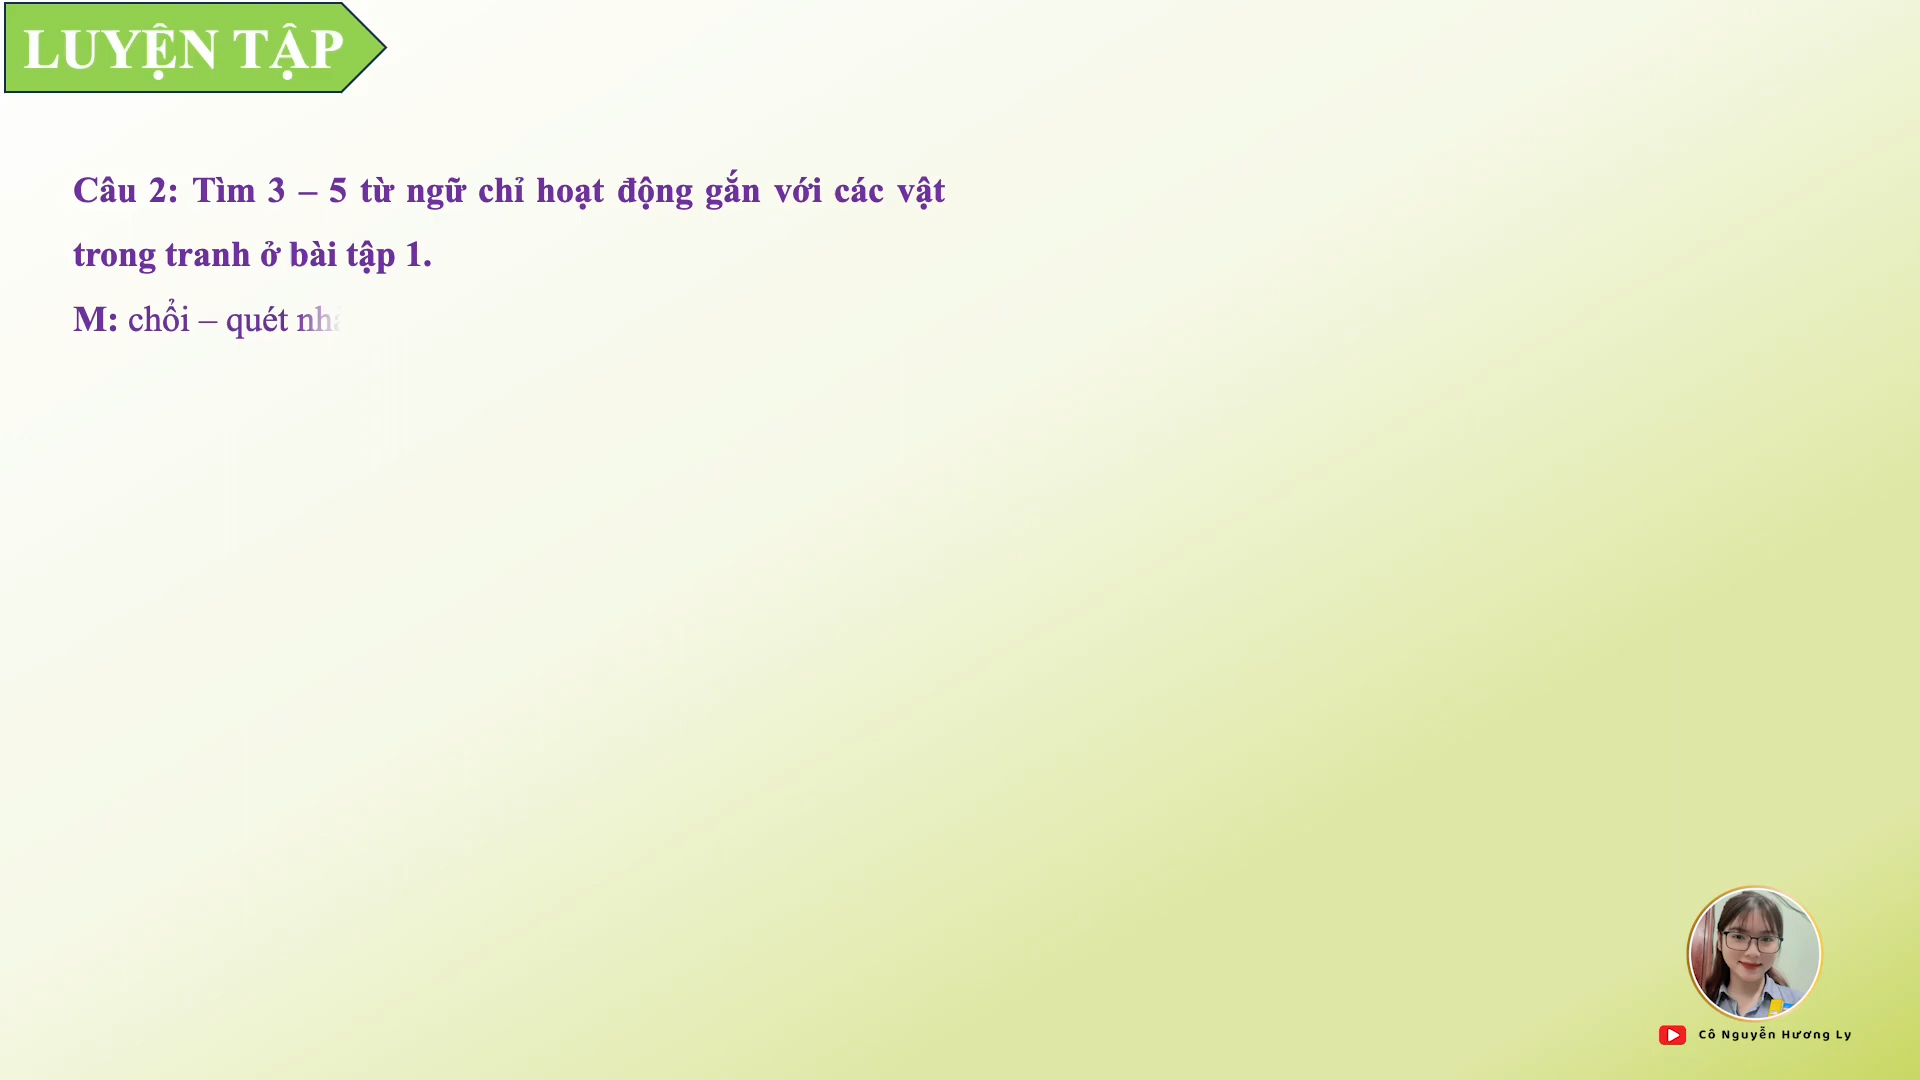 LUYỆN TẬP
Câu 2: Tìm 3 – 5 từ ngữ chỉ hoạt động gắn với các vật
trong tranh ở bài tập 1.
M: chổi – quét
Cô Nguyễn Hương Ly